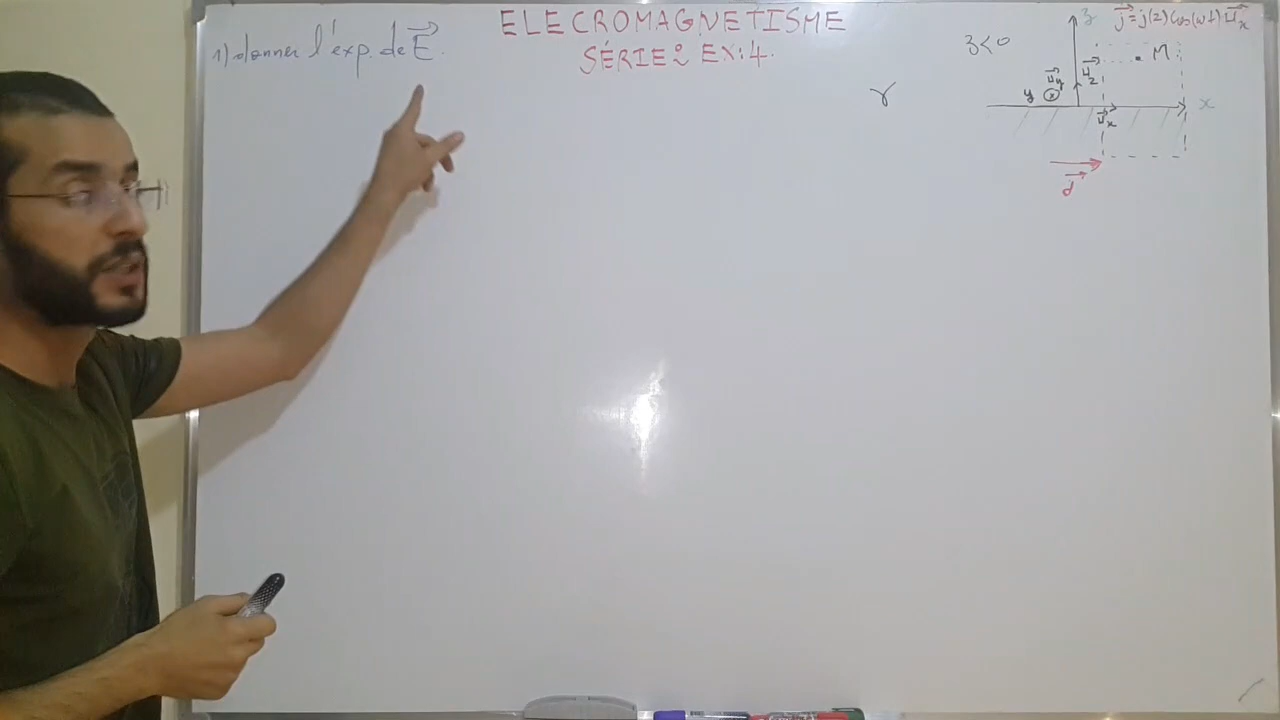 ELECROMAGNETISME
SÉRIE 2 EX:4.
1) donner l'exp. de E⃗.
j⃗ = j(z) cos(ωt) u⃗x
z<0
z
M
u⃗z
u⃗y
y
x
u⃗x
γ
d⃗